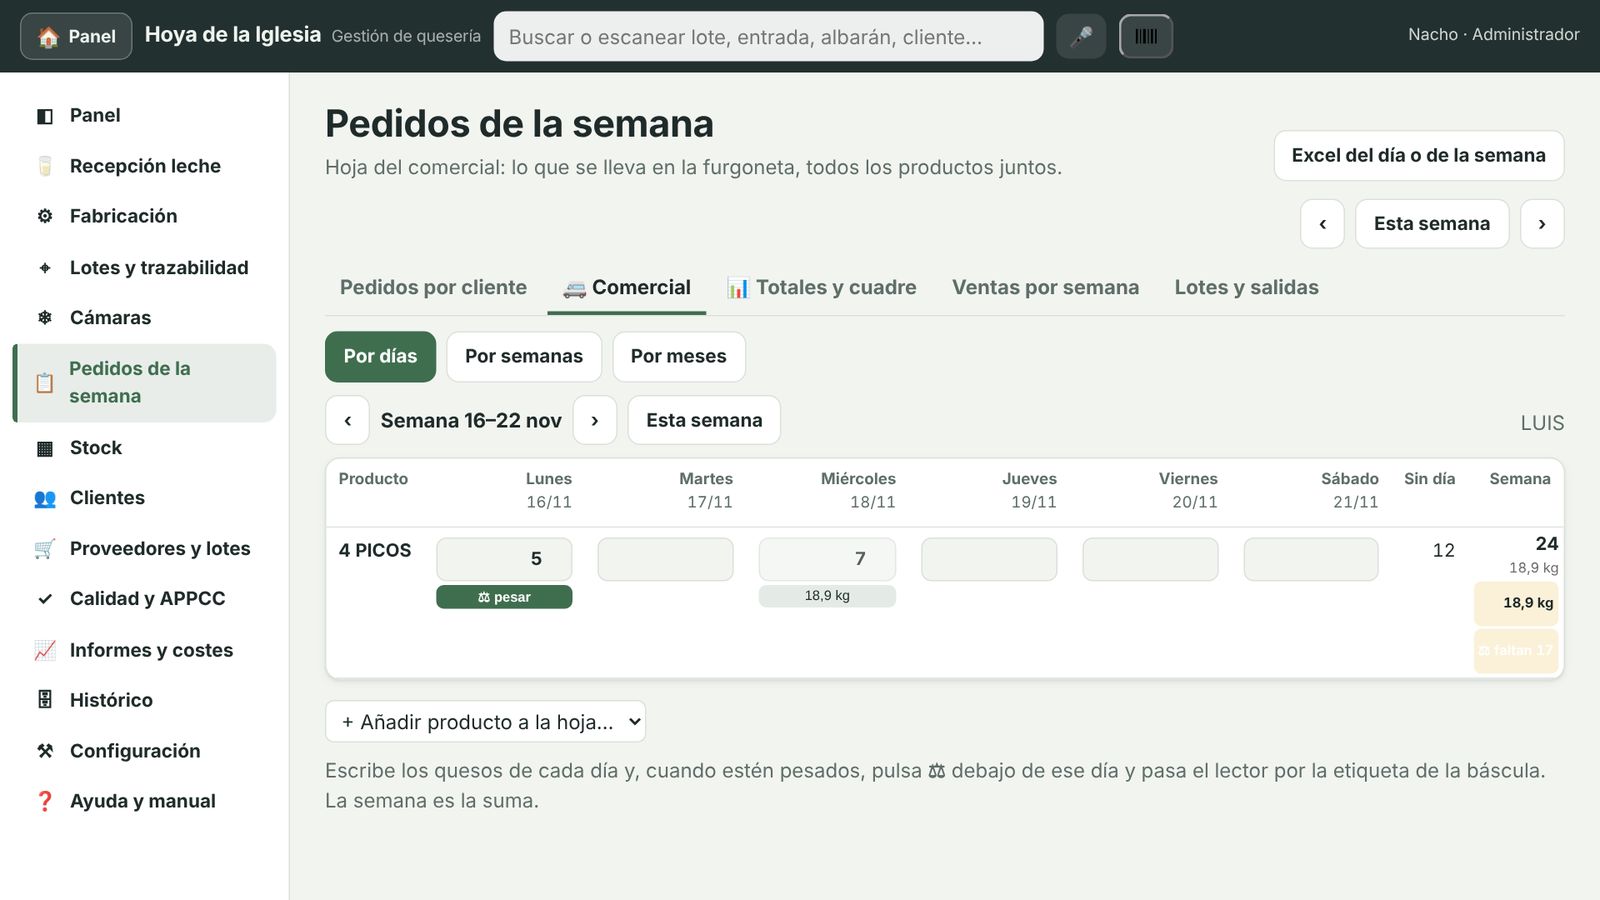 Panel
Hoya de la Iglesia Gestión de quesería
Buscar o escanear lote, entrada, albarán, cliente...
Nacho · Administrador
Panel
Recepción leche
Fabricación
Lotes y trazabilidad
Cámaras
Pedidos de la
semana
Stock
Clientes
Proveedores y lotes
Calidad y APPCC
Informes y costes
Histórico
Configuración
Ayuda y manual
Pedidos de la semana
Hoja del comercial: lo que se lleva en la furgoneta, todos los productos juntos.
Excel del día o de la semana
‹ Esta semana ›
Pedidos por cliente Comercial Totales y cuadre Ventas por semana Lotes y salidas
Por días Por semanas Por meses
‹ Semana 16–22 nov › Esta semana
LUIS
Producto Lunes Martes Miércoles Jueves Viernes Sábado Sin día Semana
16/11 17/11 18/11 19/11 20/11 21/11
4 PICOS 5 7 12 24
18,9 kg
⚖ pesar 18,9 kg 18,9 kg
⚖ faltan 17
+ Añadir producto a la hoja...
Escribe los quesos de cada día y, cuando estén pesados, pulsa ⚖ debajo de ese día y pasa el lector por la etiqueta de la báscula.
La semana es la suma.